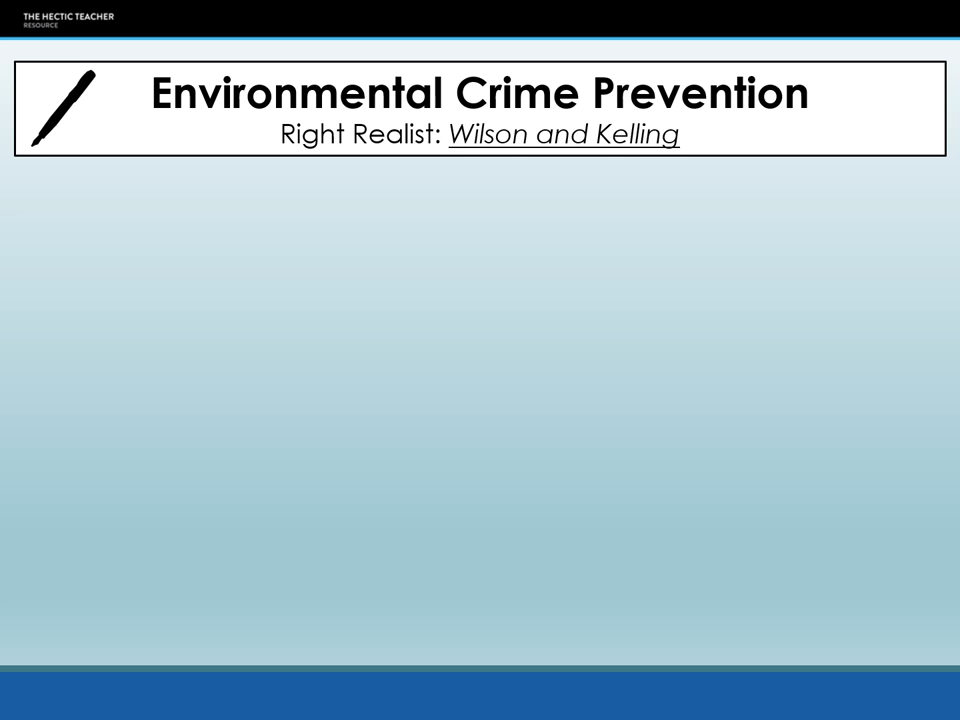 THE HECTIC TEACHER
RESOURCE
Environmental Crime Prevention
Right Realist: Wilson and Kelling